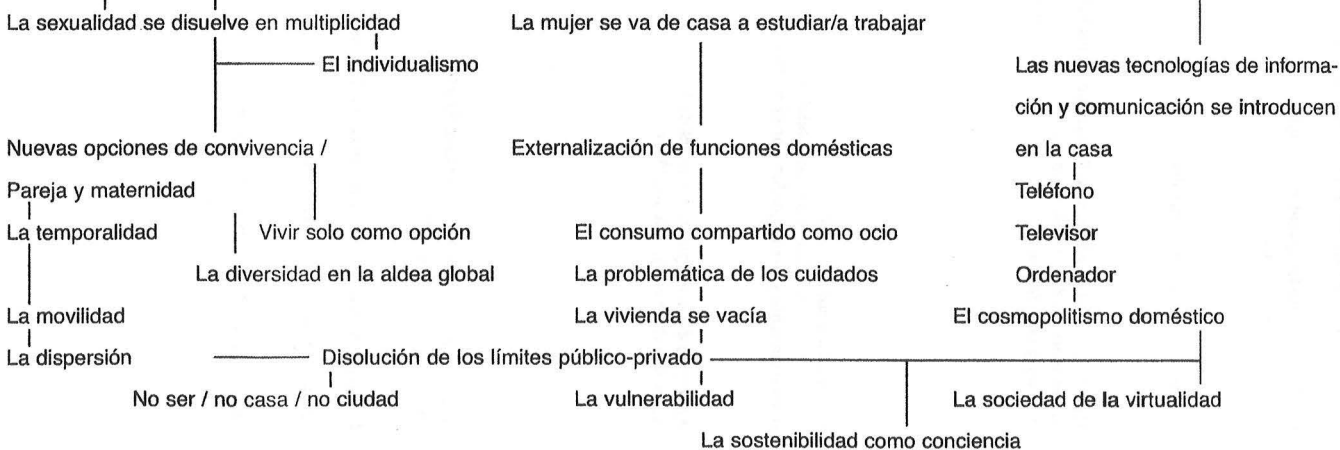 La sexualidad se disuelve en multiplicidad
La mujer se va de casa a estudiar/a trabajar
El individualismo
Las nuevas tecnologías de informa-
ción y comunicación se introducen
Nuevas opciones de convivencia /
Externalización de funciones domésticas
en la casa
Pareja y maternidad
Teléfono
La temporalidad
Vivir solo como opción
El consumo compartido como ocio
Televisor
La diversidad en la aldea global
La problemática de los cuidados
Ordenador
La movilidad
La vivienda se vacía
El cosmopolitismo doméstico
La dispersión
Disolución de los límites público-privado
No ser / no casa / no ciudad
La vulnerabilidad
La sociedad de la virtualidad
La sostenibilidad como conciencia